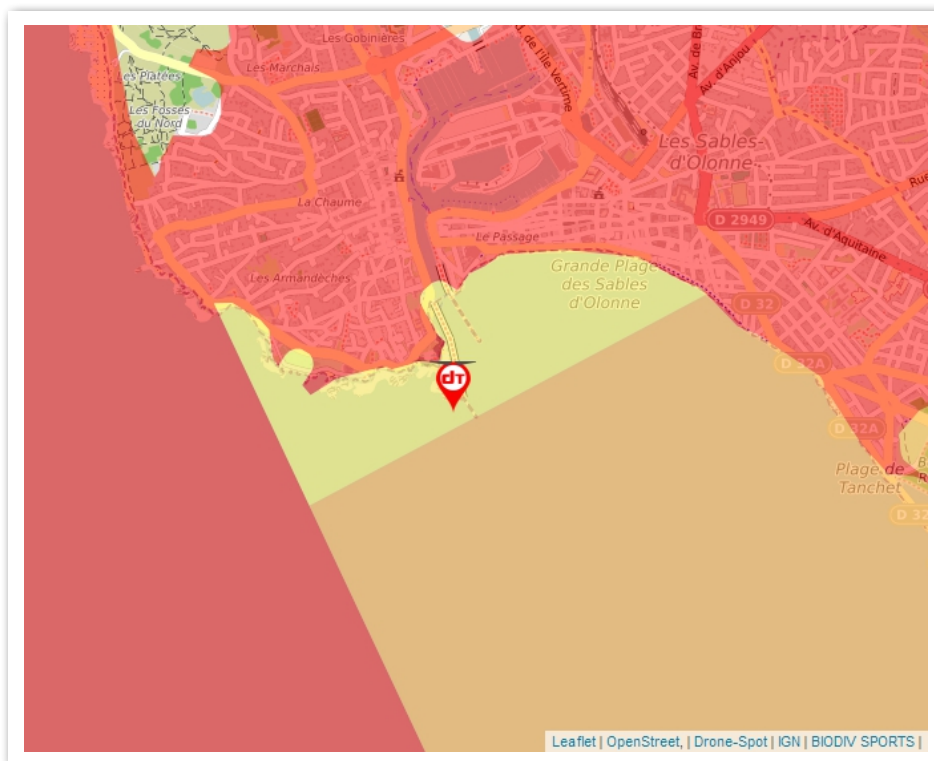 Les Gobinières
Les Marchais
Les Platées
Av. de l'Ile Vertime
Av. de B
Av. d'Anjou
Les Fosses
du Nord
Les Sables-
d'Olonne
La Chaume
Rue
D 2949
Av. d'Aquitaine
Le Passage
Les Armandèches
Grande Plage
des Sables
d'Olonne
D 32
D 32A
dT
D 32A
Plage de
Tanchet
B
R
D 32
Leaflet | OpenStreet, | Drone-Spot | IGN | BIODIV SPORTS |